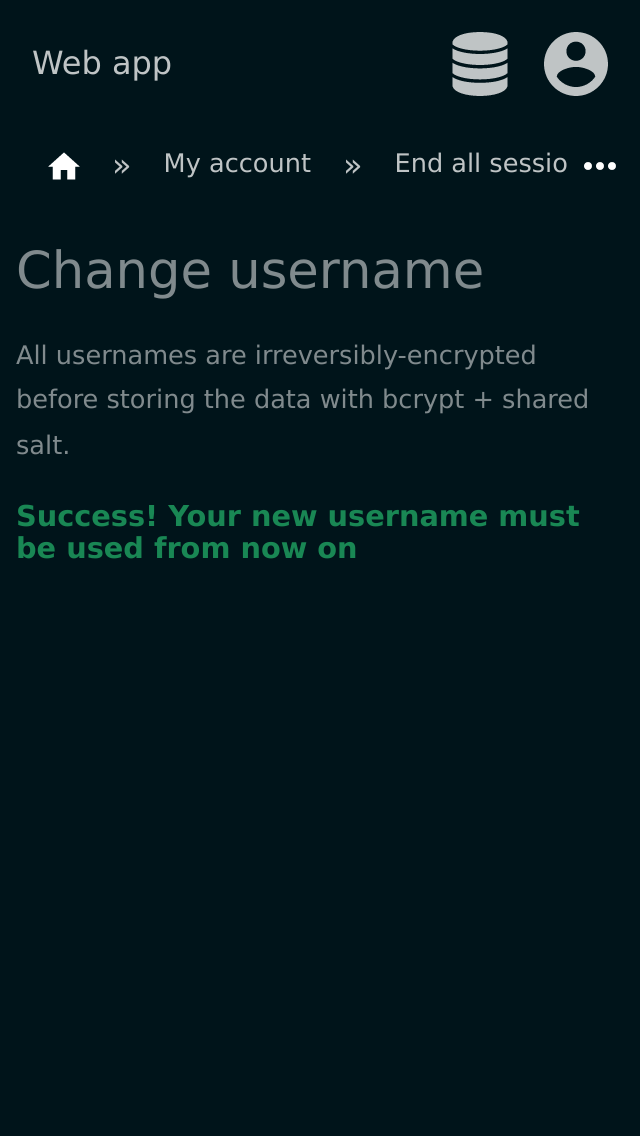 Web app
» My account » End all sessio •••
Change username
All usernames are irreversibly-encrypted
before storing the data with bcrypt + shared
salt.
Success! Your new username must
be used from now on